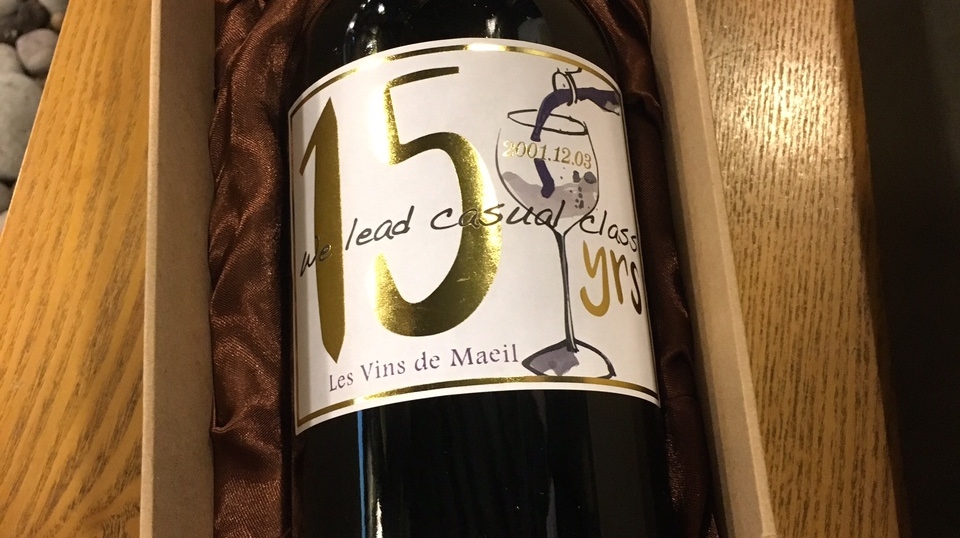 15
2001.12.03
we lead casual class
yrs
Les Vins de Maeil